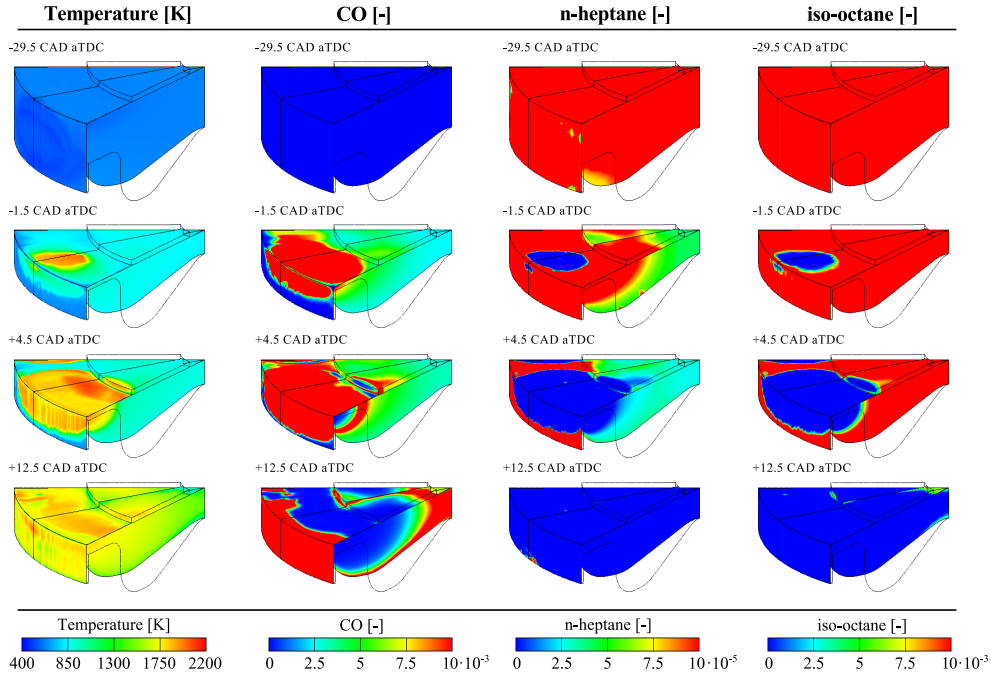 Temperature [K] CO [-] n-heptane [-] iso-octane [-]
-29.5 CAD aTDC -29.5 CAD aTDC -29.5 CAD aTDC -29.5 CAD aTDC
-1.5 CAD aTDC -1.5 CAD aTDC -1.5 CAD aTDC -1.5 CAD aTDC
+4.5 CAD aTDC +4.5 CAD aTDC +4.5 CAD aTDC +4.5 CAD aTDC
+12.5 CAD aTDC +12.5 CAD aTDC +12.5 CAD aTDC +12.5 CAD aTDC
Temperature [K] CO [-] n-heptane [-] iso-octane [-]
400 850 1300 1750 2200 0 2.5 5 7.5 10·10⁻³ 0 2.5 5 7.5 10·10⁻⁵ 0 2.5 5 7.5 10·10⁻³